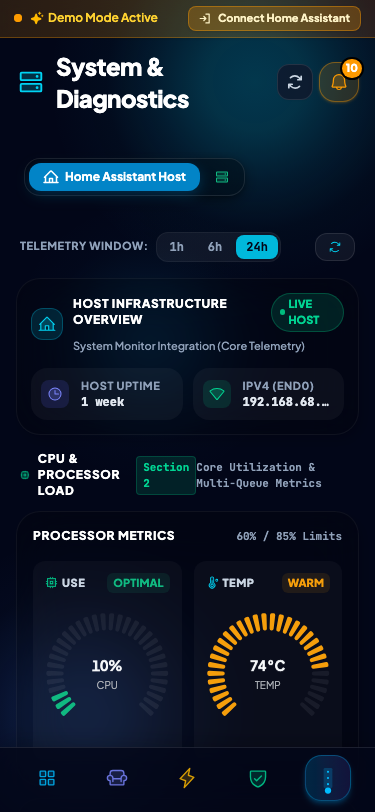 Demo Mode Active
Connect Home Assistant
System &
Diagnostics
10
Home Assistant Host
TELEMETRY WINDOW:
1h
6h
24h
HOST INFRASTRUCTURE
OVERVIEW
LIVE
HOST
System Monitor Integration (Core Telemetry)
HOST UPTIME
1 week
IPV4 (END0)
192.168.68.…
CPU &
PROCESSOR
LOAD
Section
2
Core Utilization &
Multi-Queue Metrics
PROCESSOR METRICS
60% / 85% Limits
USE
OPTIMAL
10%
CPU
TEMP
WARM
74°C
TEMP